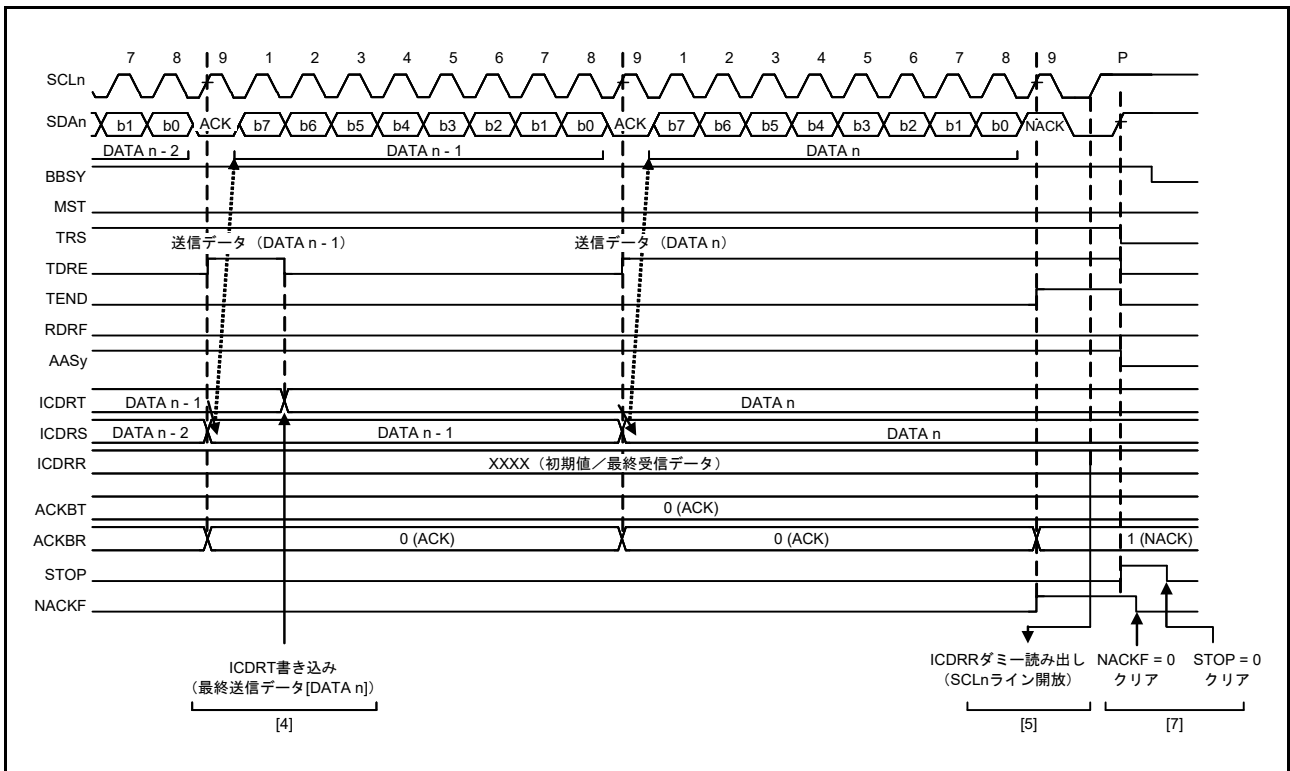 7 8 9 1 2 3 4 5 6 7 8 9 1 2 3 4 5 6 7 8 9 P
SCLn
SDAn b1 b0 ACK b7 b6 b5 b4 b3 b2 b1 b0 ACK b7 b6 b5 b4 b3 b2 b1 b0 NACK
DATA n - 2 DATA n - 1 DATA n
BBSY
MST
TRS
送信データ（DATA n - 1） 送信データ（DATA n）
TDRE
TEND
RDRF
AASy
ICDRT DATA n - 1 DATA n
ICDRS DATA n - 2 DATA n - 1 DATA n
ICDRR XXXX（初期値／最終受信データ）
ACKBT 0 (ACK)
ACKBR 0 (ACK) 0 (ACK) 1 (NACK)
STOP
NACKF
ICDRT書き込み
（最終送信データ[DATA n]）
[4]
ICDRRダミー読み出し
（SCLnライン開放）
[5]
NACKF = 0
クリア
STOP = 0
クリア
[7]